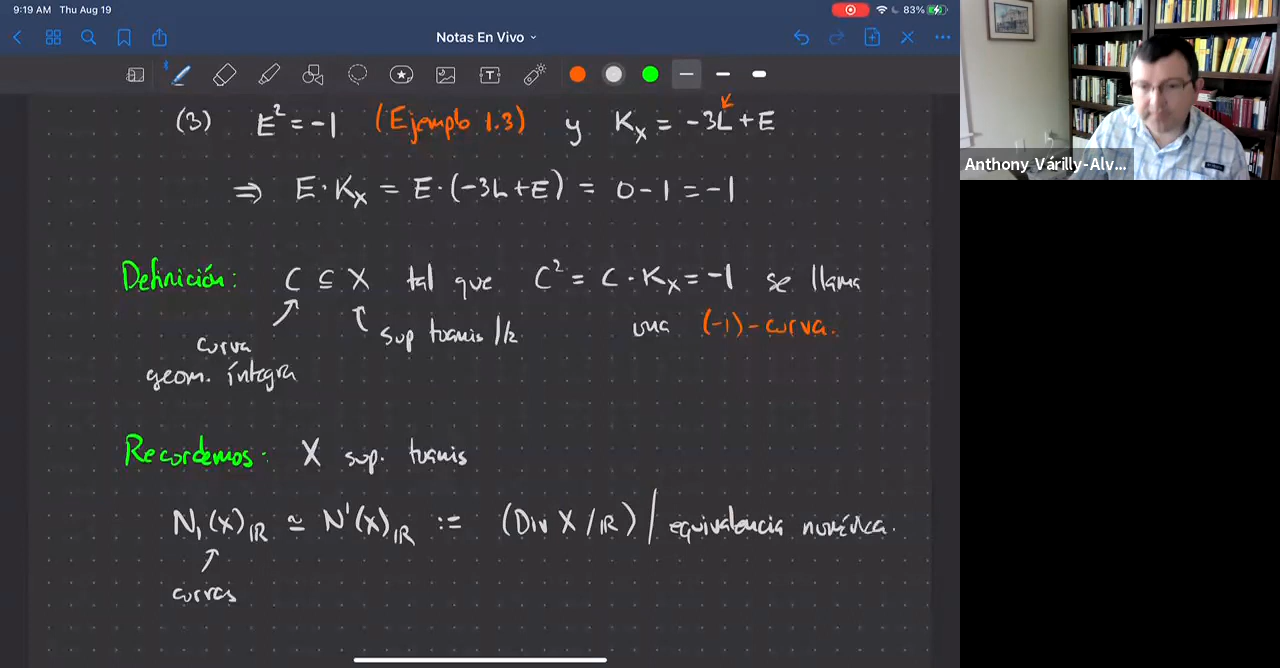 9:19 AM Thu Aug 19
83%
Notas En Vivo
(3) E² = -1 (Ejemplo 1.3) y K_X = -3L + E
⇒ E · K_X = E · (-3L + E) = 0 - 1 = -1
Definición: C ⊆ X tal que C² = C · K_X = -1 se llama
una (-1) - curva.
sup tuanis /k
curva
geom. íntegra
Recordemos: X sup. tuanis
N₁(X)_ℝ ≃ N¹(X)_ℝ := (Div X / ℝ) / equivalencia numérica.
curvas
Anthony Várilly-Alv...